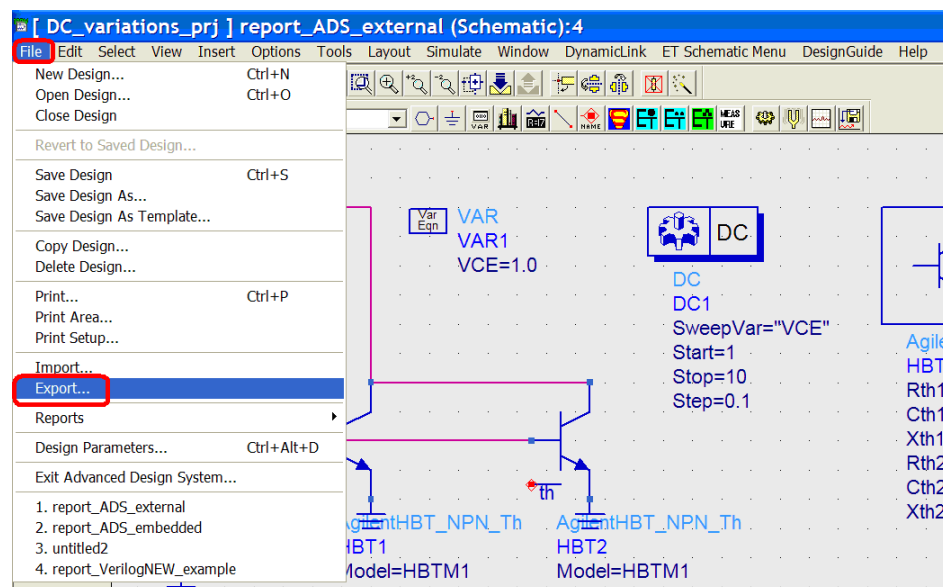 [ DC_variations_prj ] report_ADS_external (Schematic):4
File Edit Select View Insert Options Tools Layout Simulate Window DynamicLink ET Schematic Menu DesignGuide Help
New Design... Ctrl+N
Open Design... Ctrl+O
Close Design
Revert to Saved Design...
Save Design Ctrl+S
Save Design As...
Save Design As Template...
Copy Design...
Delete Design...
Print... Ctrl+P
Print Area...
Print Setup...
Import...
Export...
Reports
Design Parameters... Ctrl+Alt+D
Exit Advanced Design System...
1. report_ADS_external
2. report_ADS_embedded
3. untitled2
4. report_VerilogNEW_example
+2
-2
VAR
NAME
MEAS
URE
Var
Eqn
VAR
VAR1
VCE=1.0
DC
DC
DC1
SweepVar="VCE"
Start=1
Stop=10
Step=0.1
th
AgilentHBT_NPN_Th
HBT1
Model=HBTM1
AgilentHBT_NPN_Th
HBT2
Model=HBTM1
Agile
HBT
Rth1
Cth1
Xth1
Rth2
Cth2
Xth2